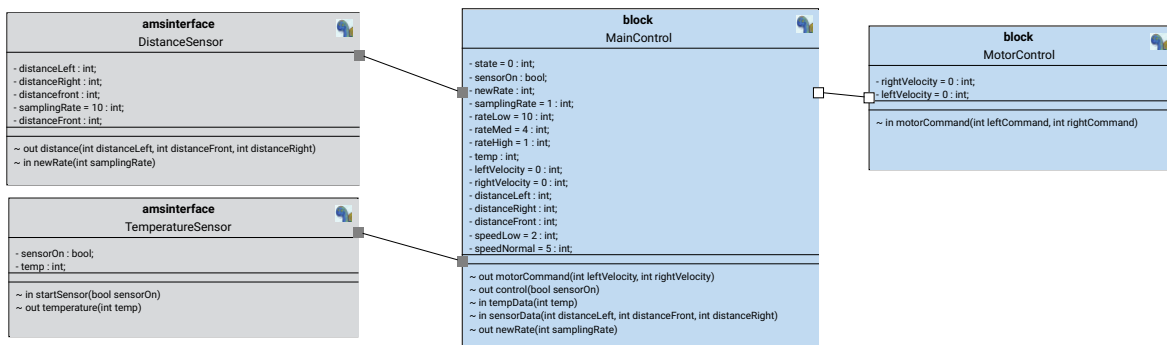 amsinterface
DistanceSensor
- distanceLeft : int;
- distanceRight : int;
- distancefront : int;
- samplingRate = 10 : int;
- distanceFront : int;
~ out distance(int distanceLeft, int distanceFront, int distanceRight)
~ in newRate(int samplingRate)
amsinterface
TemperatureSensor
- sensorOn : bool;
- temp : int;
~ in startSensor(bool sensorOn)
~ out temperature(int temp)
block
MainControl
- state = 0 : int;
- sensorOn : bool;
- newRate : int;
- samplingRate = 1 : int;
- rateLow = 10 : int;
- rateMed = 4 : int;
- rateHigh = 1 : int;
- temp : int;
- leftVelocity = 0 : int;
- rightVelocity = 0 : int;
- distanceLeft : int;
- distanceRight : int;
- distanceFront : int;
- speedLow = 2 : int;
- speedNormal = 5 : int;
~ out motorCommand(int leftVelocity, int rightVelocity)
~ out control(bool sensorOn)
~ in tempData(int temp)
~ in sensorData(int distanceLeft, int distanceFront, int distanceRight)
~ out newRate(int samplingRate)
block
MotorControl
- rightVelocity = 0 : int;
- leftVelocity = 0 : int;
~ in motorCommand(int leftCommand, int rightCommand)